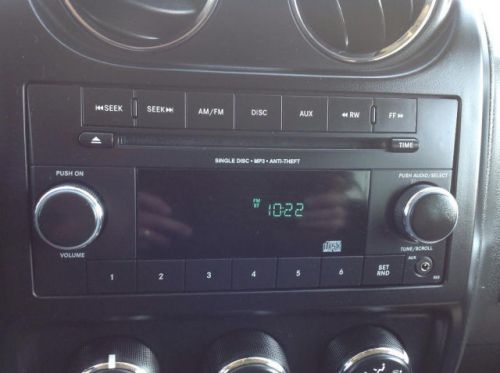 SEEK SEEK AM/FM DISC AUX RW FF
TIME
SINGLE DISC • MP3 • ANTI-THEFT
PUSH ON
PUSH AUDIO/SELECT
FM
10:22
VOLUME
TUNE/SCROLL
1 2 3 4 5 6 SET RND
AUX